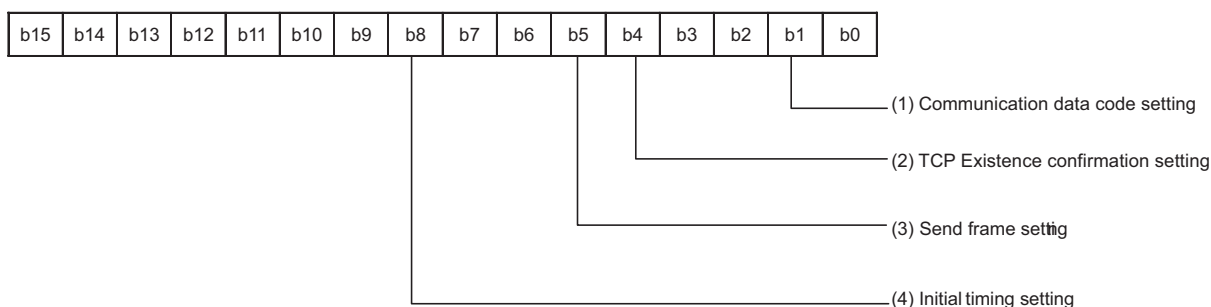 b15 b14 b13 b12 b11 b10 b9 b8 b7 b6 b5 b4 b3 b2 b1 b0
(1) Communication data code setting
(2) TCP Existence confirmation setting
(3) Send frame setting
(4) Initial timing setting